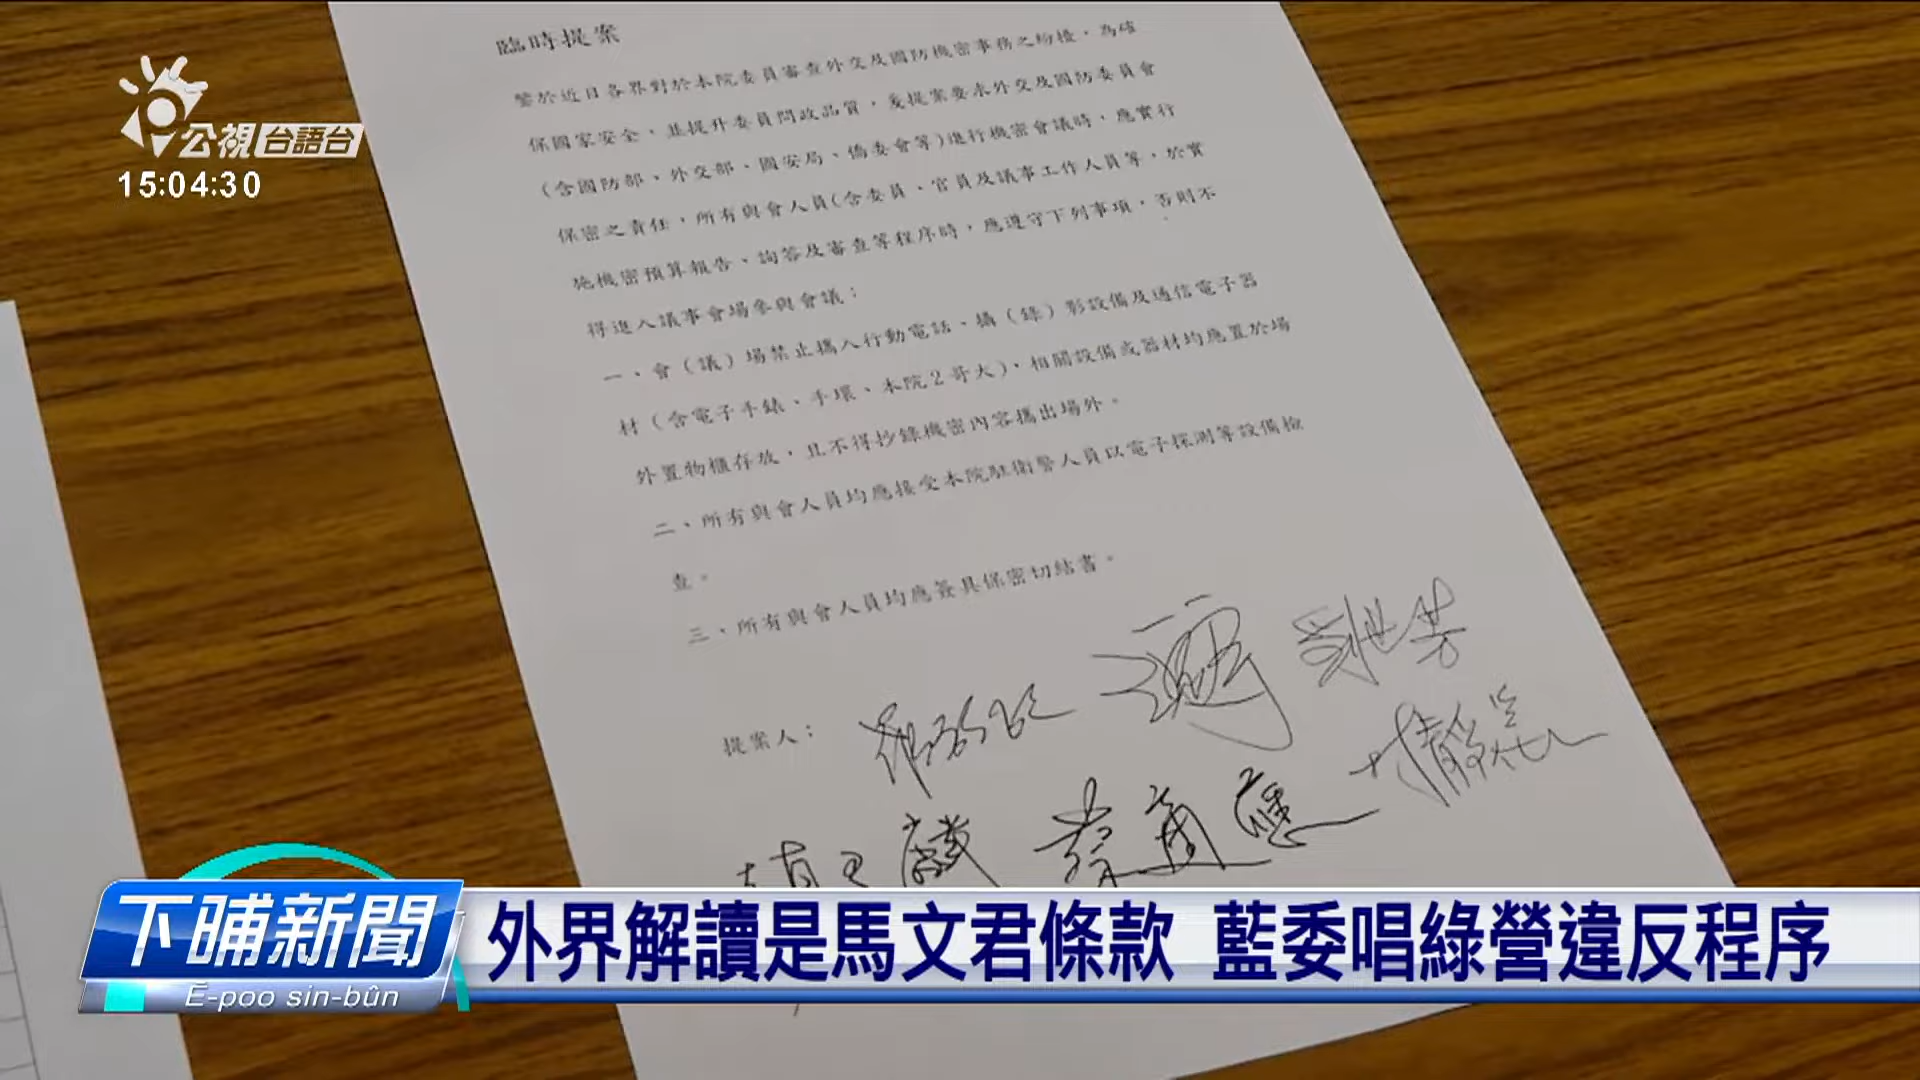 公視台語台
15:04:30
臨時提案
鑒於近日各界對於本院委員審查外交及國防機密事務之紛擾，為確
保國家安全、並提升委員問政品質，爰提案要求外交及國防委員會
（含國防部、外交部、國安局、僑委會等)進行機密會議時，應實行
保密之責任，所有與會人員(含委員、官員及議事工作人員等，於實
施機密預算報告、詢答及審查等程序時，應遵守下列事項，否則不
得進入議事會場參與會議：
一、會（議）場禁止攜入行動電話、攝（錄）影設備及通信電子器
材（含電子手錶、手環、本院2哥大)，相關設備或器材均應置於場
外置物櫃存放，且不得抄錄機密內容攜出場外。
二、所有與會人員均應接受本院駐衛警人員以電子探測等設備檢
查。
三、所有與會人員均應簽具保密切結書。
提案人：
下晡新聞
Ē-poo sin-bûn
外界解讀是馬文君條款 藍委唱綠營違反程序